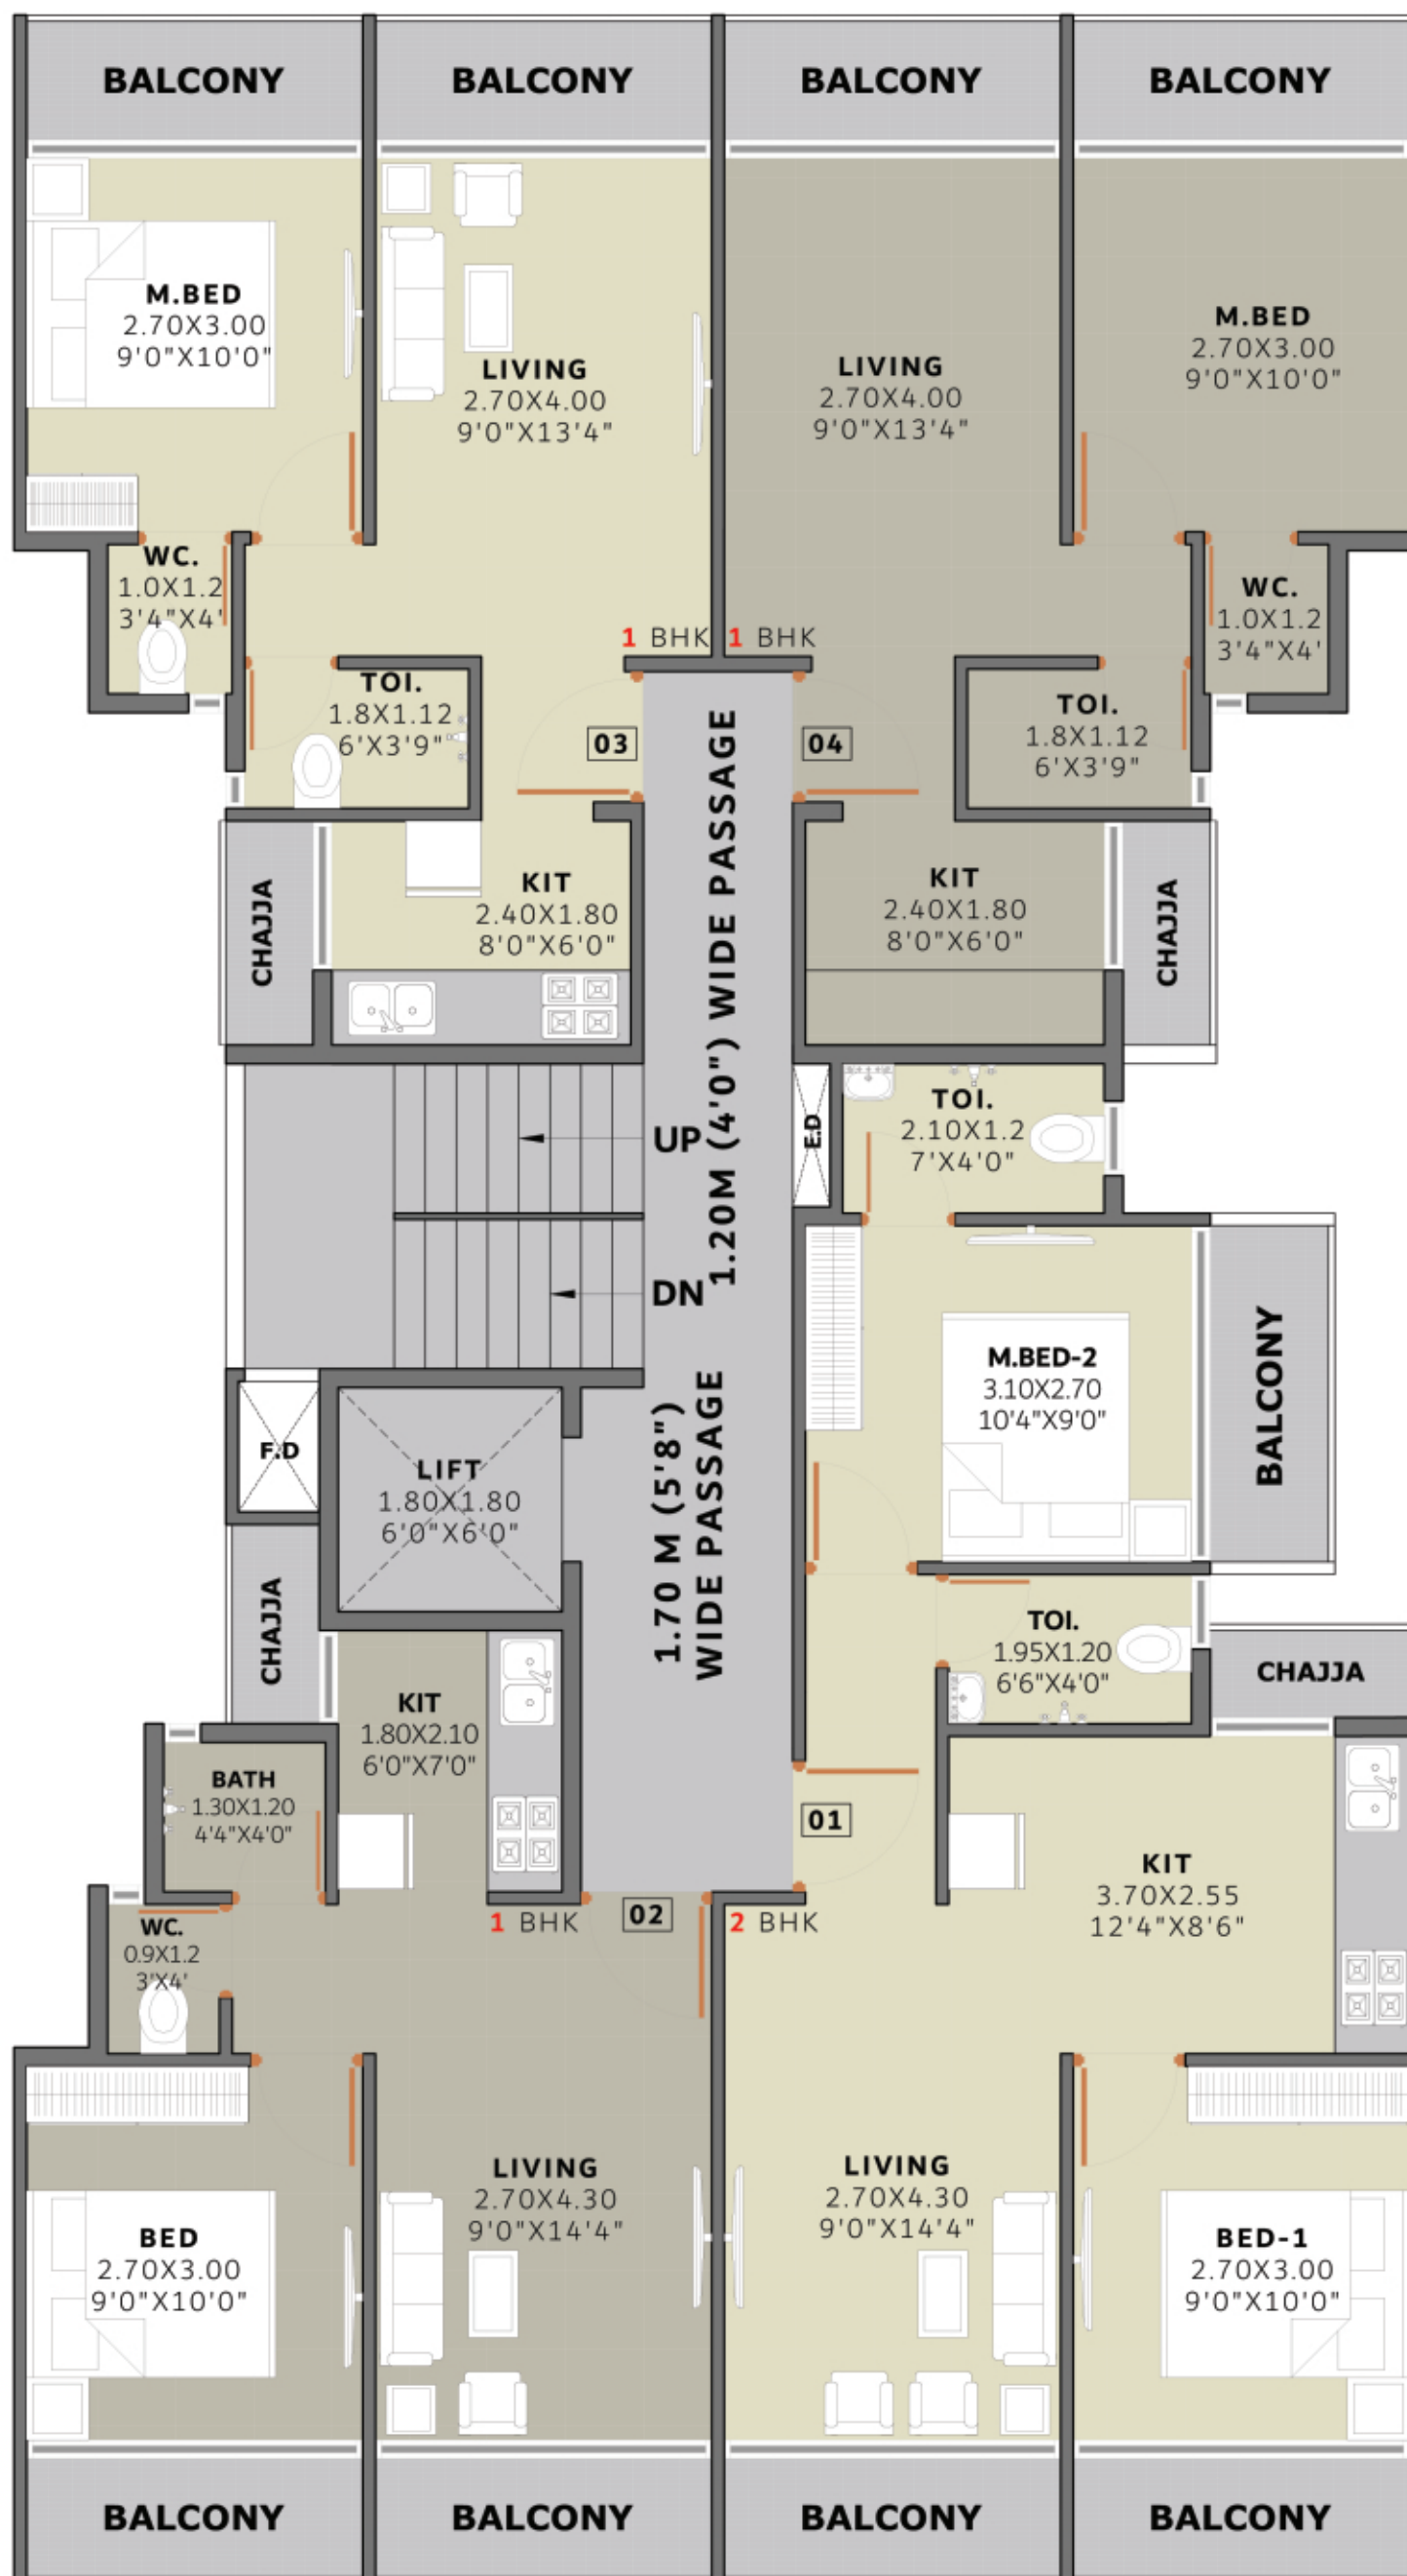 BALCONY
BALCONY
BALCONY
BALCONY
M.BED
2.70X3.00
9'0"X10'0"
LIVING
2.70X4.00
9'0"X13'4"
LIVING
2.70X4.00
9'0"X13'4"
M.BED
2.70X3.00
9'0"X10'0"
WC.
1.0X1.2
3'4"X4'
WC.
1.0X1.2
3'4"X4'
1 BHK
1 BHK
TOI.
1.8X1.12
6'X3'9"
03
04
TOI.
1.8X1.12
6'X3'9"
CHAJJA
KIT
2.40X1.80
8'0"X6'0"
1.20M (4'0") WIDE PASSAGE
KIT
2.40X1.80
8'0"X6'0"
CHAJJA
UP
E.D
TOI.
2.10X1.2
7'X4'0"
DN
M.BED-2
3.10X2.70
10'4"X9'0"
BALCONY
F.D
LIFT
1.80X1.80
6'0"X6'0"
1.70 M (5'8")
WIDE PASSAGE
CHAJJA
TOI.
1.95X1.20
6'6"X4'0"
CHAJJA
KIT
1.80X2.10
6'0"X7'0"
BATH
1.30X1.20
4'4"X4'0"
01
KIT
3.70X2.55
12'4"X8'6"
WC.
0.9X1.2
3'X4'
1 BHK
02
2 BHK
LIVING
2.70X4.30
9'0"X14'4"
LIVING
2.70X4.30
9'0"X14'4"
BED
2.70X3.00
9'0"X10'0"
BED-1
2.70X3.00
9'0"X10'0"
BALCONY
BALCONY
BALCONY
BALCONY